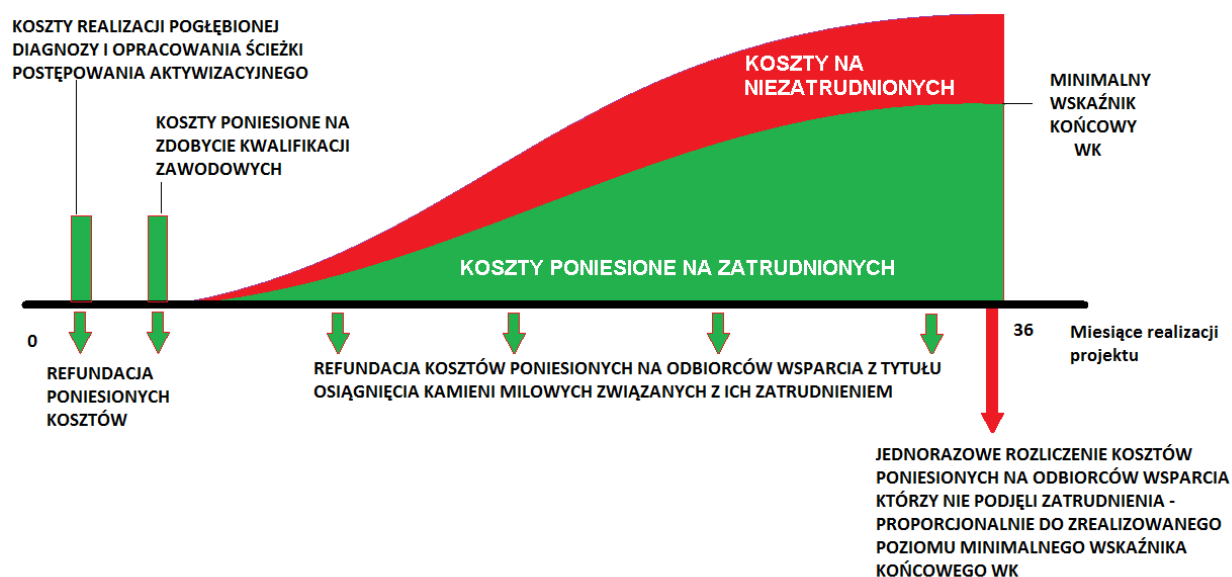 KOSZTY REALIZACJI POGŁĘBIONEJ
DIAGNOZY I OPRACOWANIA ŚCIEŻKI
POSTĘPOWANIA AKTYWIZACYJNEGO
KOSZTY PONIESIONE NA
ZDOBYCIE KWALIFIKACJI
ZAWODOWYCH
KOSZTY NA
NIEZATRUDNIONYCH
MINIMALNY
WSKAŹNIK
KOŃCOWY
WK
KOSZTY PONIESIONE NA ZATRUDNIONYCH
0
36
Miesiące realizacji
projektu
REFUNDACJA
PONIESIONYCH
KOSZTÓW
REFUNDACJA KOSZTÓW PONIESIONYCH NA ODBIORCÓW WSPARCIA Z TYTUŁU
OSIĄGNIĘCIA KAMIENI MILOWYCH ZWIĄZANYCH Z ICH ZATRUDNIENIEM
JEDNORAZOWE ROZLICZENIE KOSZTÓW
PONIESIONYCH NA ODBIORCÓW WSPARCIA
KTÓRZY NIE PODJĘLI ZATRUDNIENIA -
PROPORCJONALNIE DO ZREALIZOWANEGO
POZIOMU MINIMALNEGO WSKAŹNIKA
KOŃCOWEGO WK